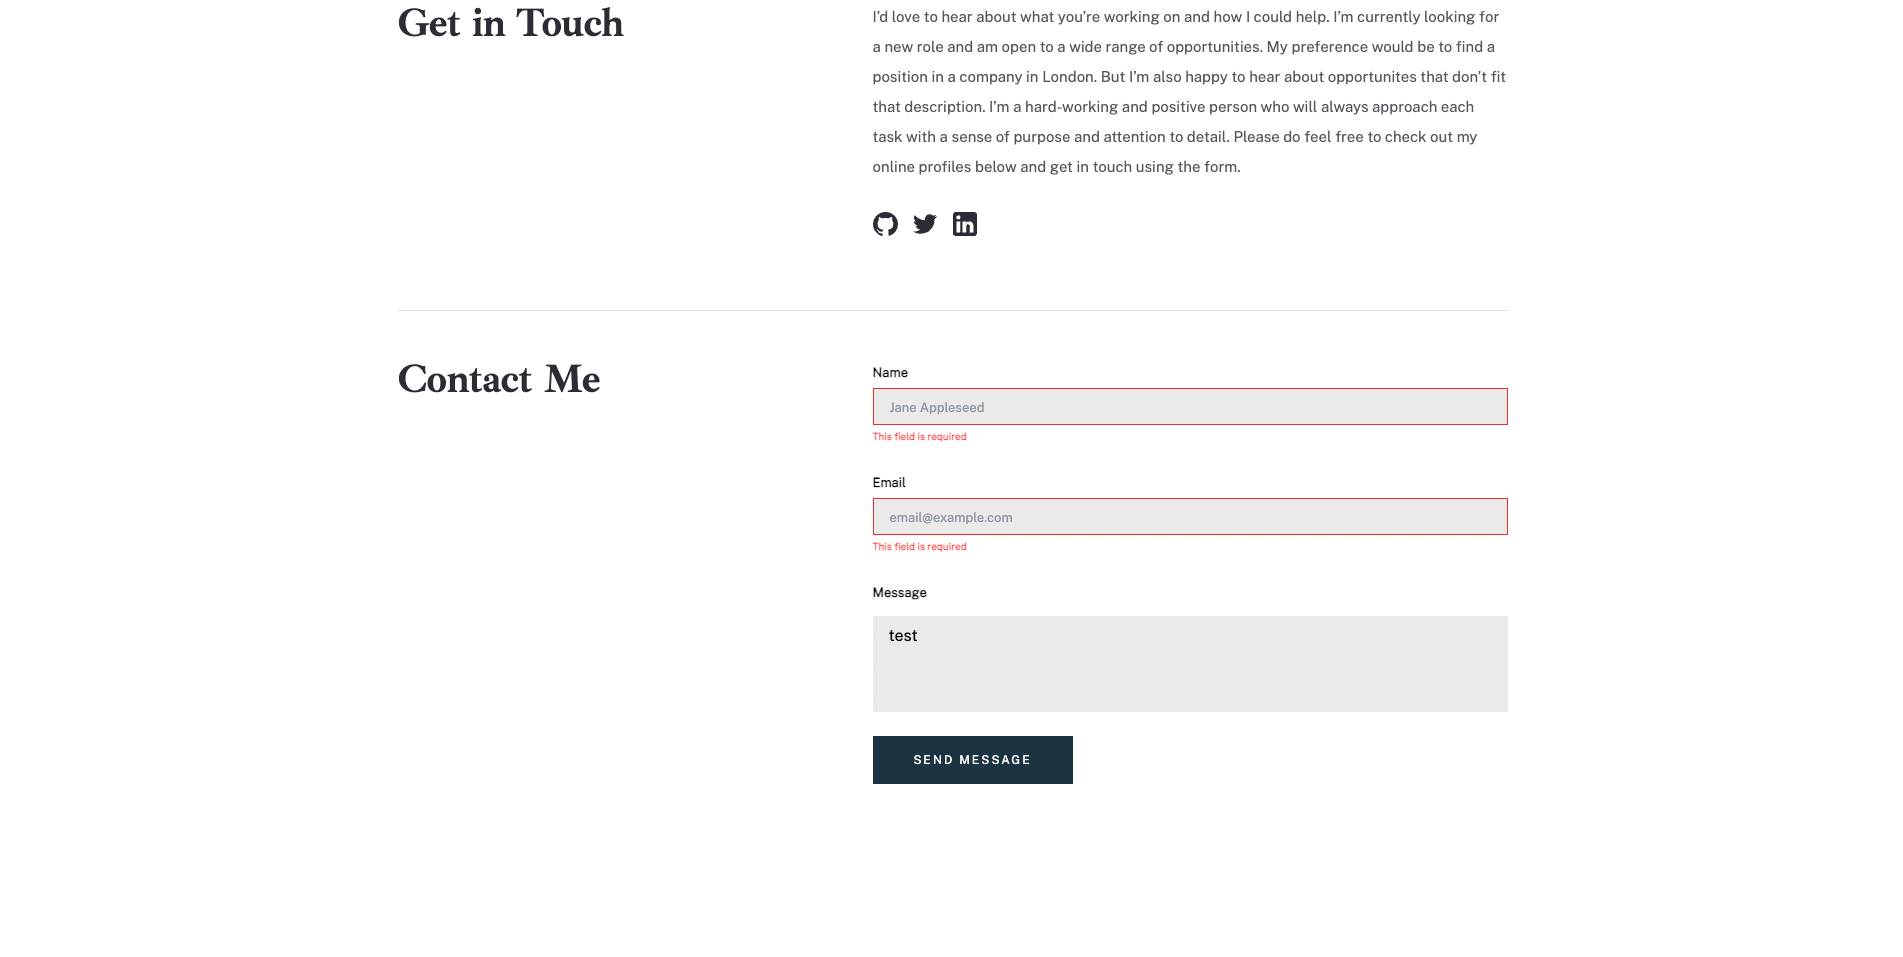 Get in Touch
I’d love to hear about what you’re working on and how I could help. I’m currently looking for
a new role and am open to a wide range of opportunities. My preference would be to find a
position in a company in London. But I’m also happy to hear about opportunites that don’t fit
that description. I’m a hard-working and positive person who will always approach each
task with a sense of purpose and attention to detail. Please do feel free to check out my
online profiles below and get in touch using the form.
in
Contact Me
Name
Jane Appleseed
This field is required
Email
email@example.com
This field is required
Message
test
SEND MESSAGE